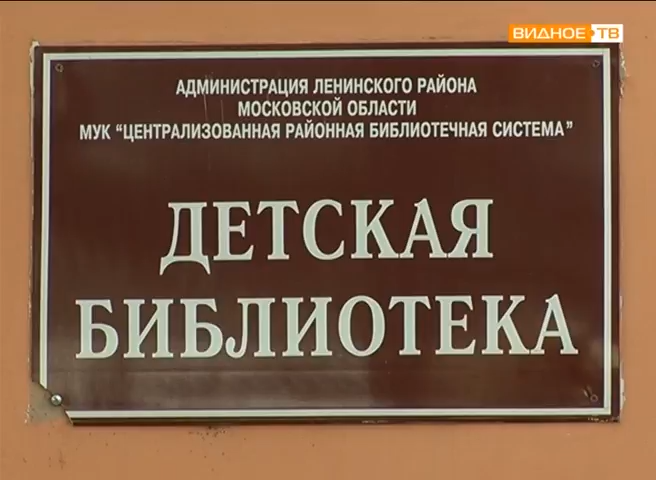 ВИДНОЕ ТВ
АДМИНИСТРАЦИЯ ЛЕНИНСКОГО РАЙОНА
МОСКОВСКОЙ ОБЛАСТИ
МУК "ЦЕНТРАЛИЗОВАННАЯ РАЙОННАЯ БИБЛИОТЕЧНАЯ СИСТЕМА"
ДЕТСКАЯ
БИБЛИОТЕКА